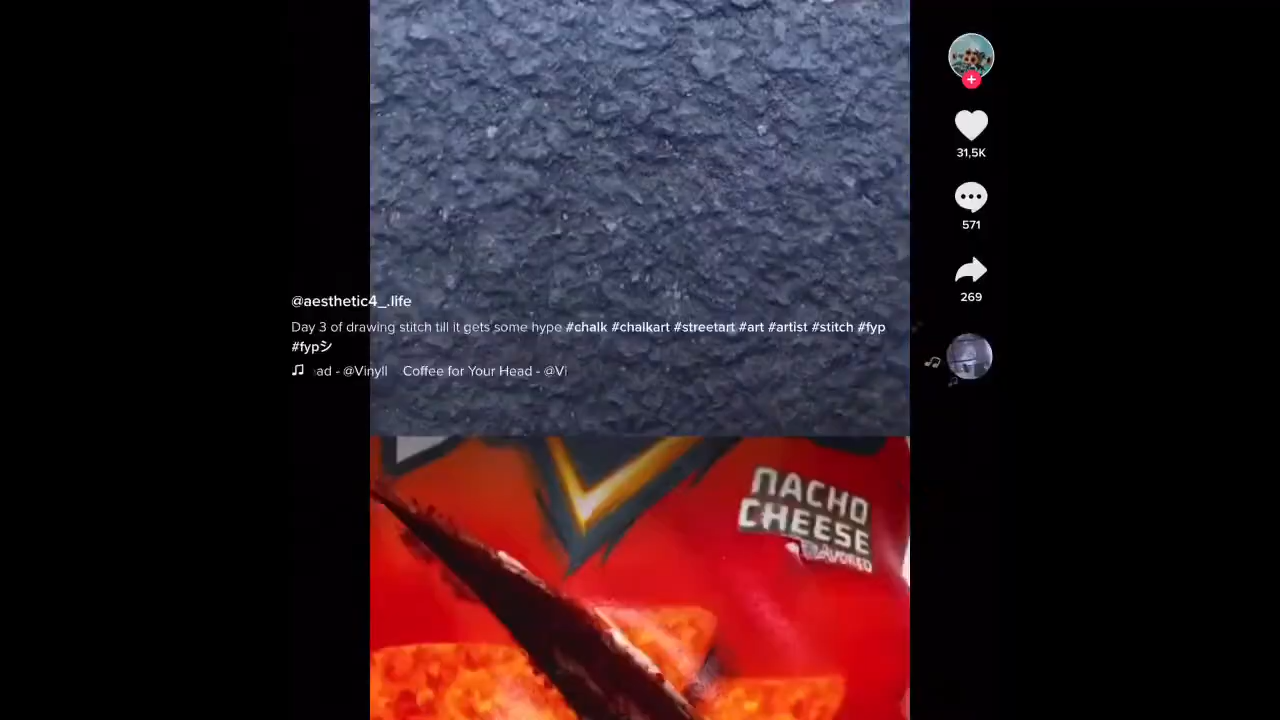 31,5K
571
269
@aesthetic4_.life
Day 3 of drawing stitch till it gets some hype #chalk #chalkart #streetart #art #artist #stitch #fyp
#fypシ
ad - @Vinyll Coffee for Your Head - @Vi
NACHO
CHEESE
FLAVORED